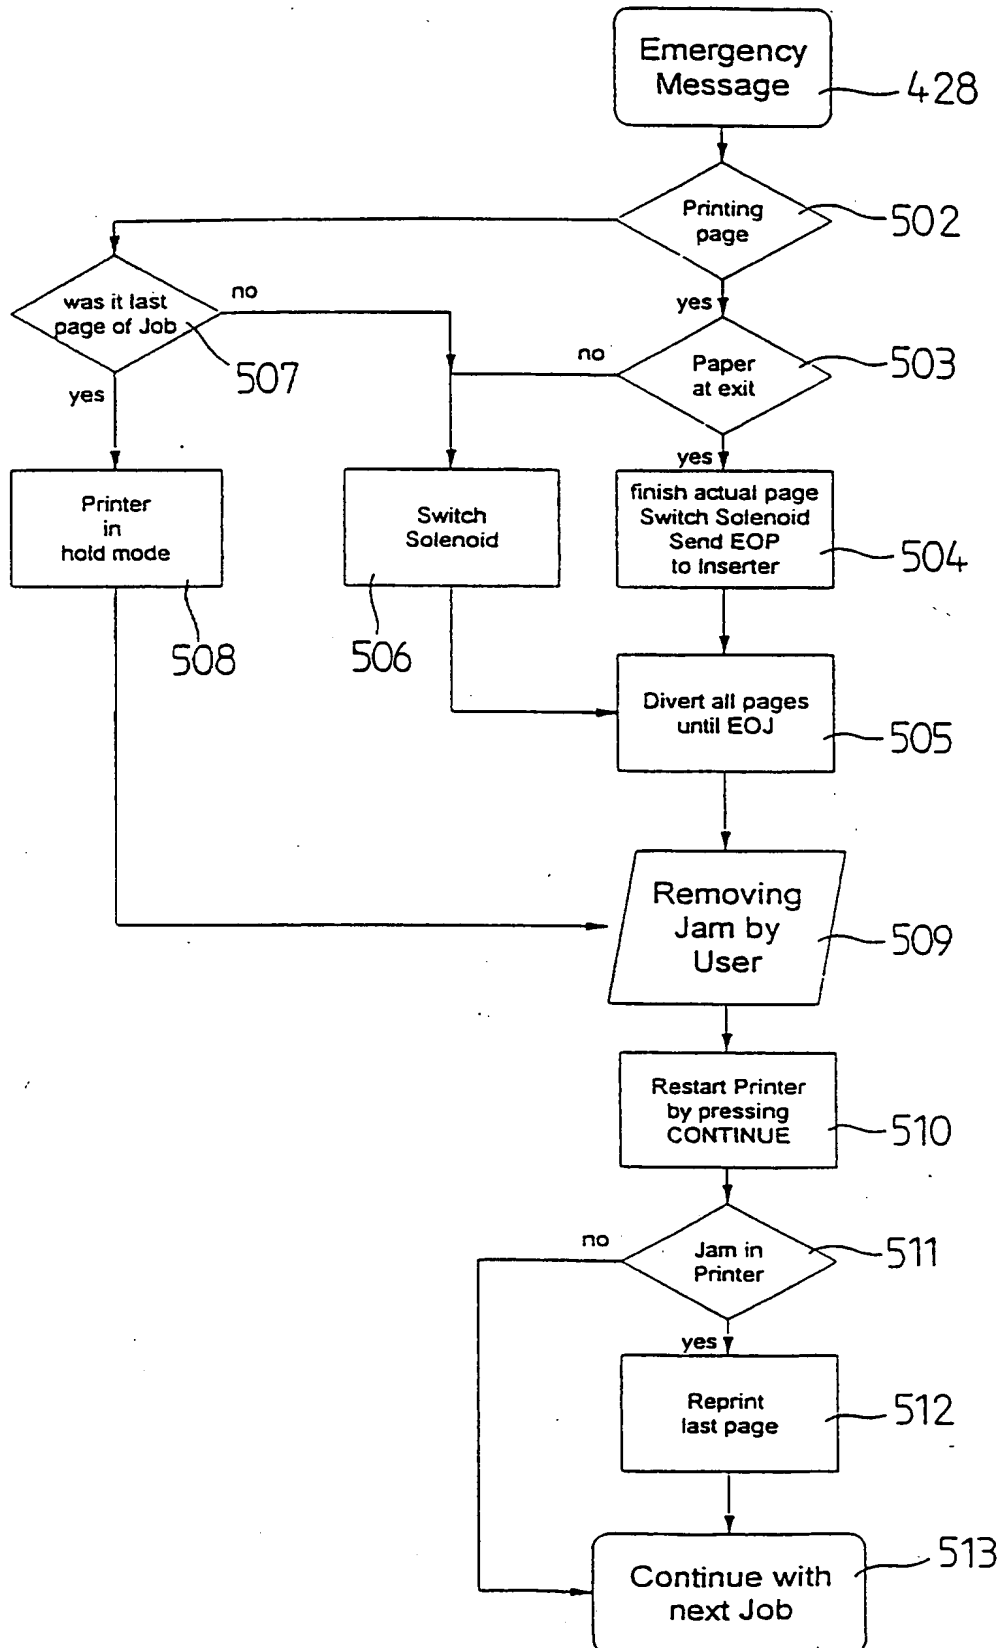 Emergency
Message
428
Printing
page
502
yes
was it last
page of Job
no
507
yes
no
Paper
at exit
503
yes
Printer
in
hold mode
508
Switch
Solenoid
506
finish actual page
Switch Solenoid
Send EOP
to Inserter
504
Divert all pages
until EOJ
505
Removing
Jam by
User
509
Restart Printer
by pressing
CONTINUE
510
no
Jam in
Printer
511
yes
Reprint
last page
512
Continue with
next Job
513